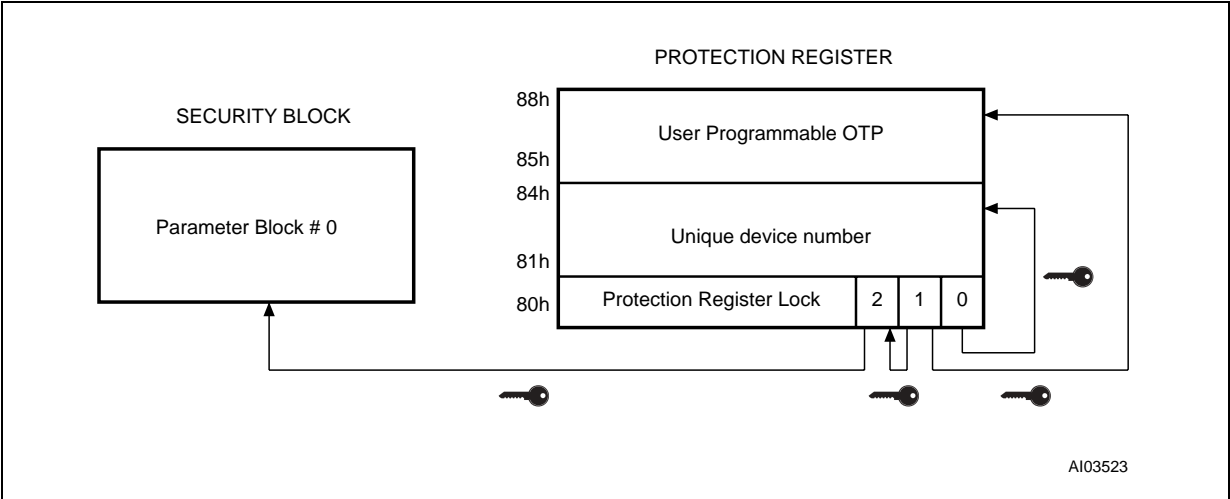 PROTECTION REGISTER
SECURITY BLOCK
88h
User Programmable OTP
85h
84h
Parameter Block # 0
Unique device number
81h
80h
Protection Register Lock
2
1
0
AI03523